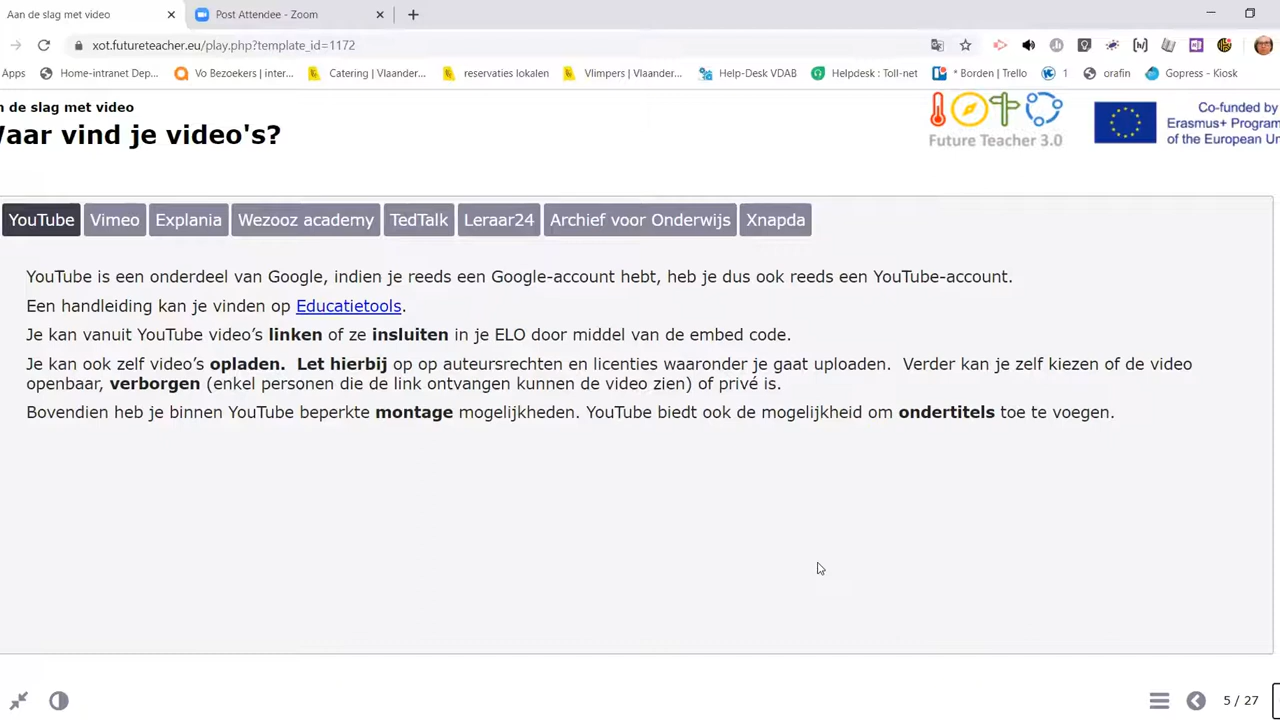 Aan de slag met video
Post Attendee - Zoom
xot.futureteacher.eu/play.php?template_id=1172
Apps
Home-intranet Dep...
Vo Bezoekers | inter...
Catering | Vlaander...
reservaties lokalen
Vlimpers | Vlaander...
Help-Desk VDAB
Helpdesk : Toll-net
* Borden | Trello
1
orafin
Gopress - Kiosk
n de slag met video
Waar vind je video's?
Future Teacher 3.0
Co-funded by
Erasmus+ Program
of the European Un
YouTube
Vimeo
Explania
Wezooz academy
TedTalk
Leraar24
Archief voor Onderwijs
Xnapda
YouTube is een onderdeel van Google, indien je reeds een Google-account hebt, heb je dus ook reeds een YouTube-account.
Een handleiding kan je vinden op Educatietools.
Je kan vanuit YouTube video’s linken of ze insluiten in je ELO door middel van de embed code.
Je kan ook zelf video’s opladen. Let hierbij op op auteursrechten en licenties waaronder je gaat uploaden. Verder kan je zelf kiezen of de video
openbaar, verborgen (enkel personen die de link ontvangen kunnen de video zien) of privé is.
Bovendien heb je binnen YouTube beperkte montage mogelijkheden. YouTube biedt ook de mogelijkheid om ondertitels toe te voegen.
5 / 27